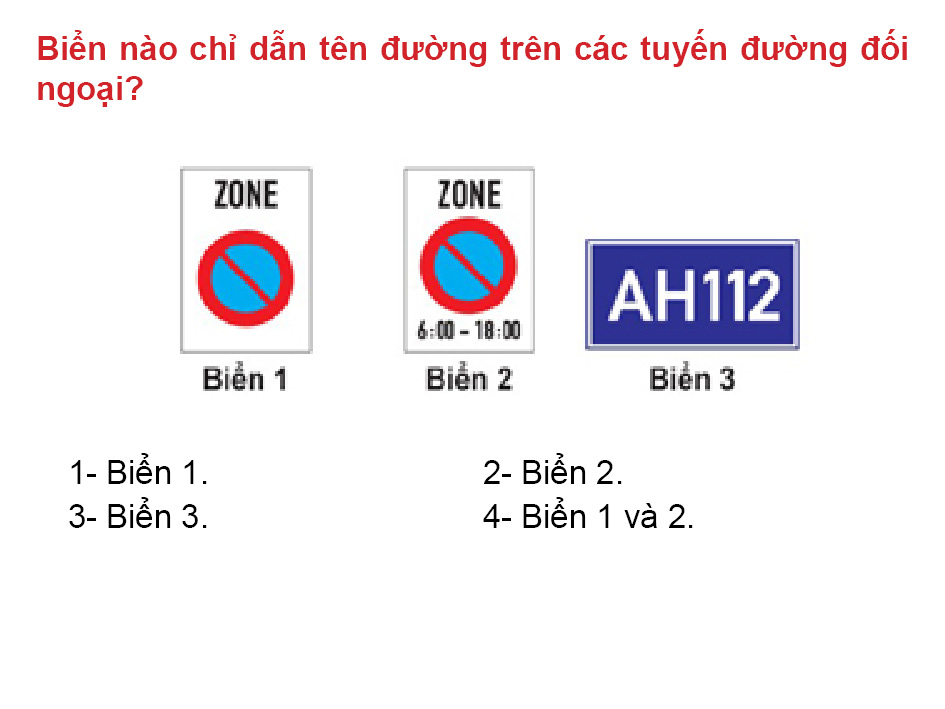 Biển nào chỉ dẫn tên đường trên các tuyến đường đối
ngoại?
ZONE
ZONE
6:00 - 18:00
AH112
Biển 1
Biển 2
Biển 3
1- Biển 1.
2- Biển 2.
3- Biển 3.
4- Biển 1 và 2.